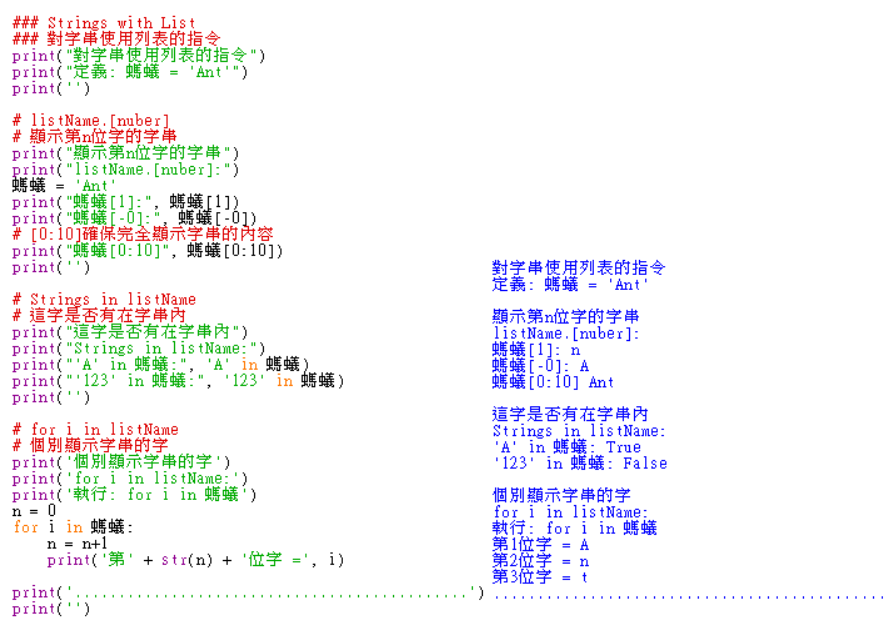 ### Strings with List
### 對字串使用列表的指令
print("對字串使用列表的指令")
print("定義: 螞蟻 = 'Ant'")
print('')

# listName.[nuber]
# 顯示第n位字的字串
print("顯示第n位字的字串")
print("listName.[nuber]:")
螞蟻 = 'Ant'
print("螞蟻[1]:", 螞蟻[1])
print("螞蟻[-0]:", 螞蟻[-0])
# [0:10]確保完全顯示字串的內容
print("螞蟻[0:10]", 螞蟻[0:10])
print('')

# Strings in listName
# 這字是否有在字串內
print("這字是否有在字串內")
print("Strings in listName:")
print("'A' in 螞蟻:", 'A' in 螞蟻)
print("'123' in 螞蟻:", '123' in 螞蟻)
print('')

# for i in listName
# 個別顯示字串的字
print('個別顯示字串的字')
print('for i in listName:')
print('執行: for i in 螞蟻')
n = 0
for i in 螞蟻:
    n = n+1
    print('第' + str(n) + '位字 =', i)

print('.............................................')
print('')

對字串使用列表的指令
定義: 螞蟻 = 'Ant'

顯示第n位字的字串
listName.[nuber]:
螞蟻[1]: n
螞蟻[-0]: A
螞蟻[0:10] Ant

這字是否有在字串內
Strings in listName:
'A' in 螞蟻: True
'123' in 螞蟻: False

個別顯示字串的字
for i in listName:
執行: for i in 螞蟻
第1位字 = A
第2位字 = n
第3位字 = t
.............................................